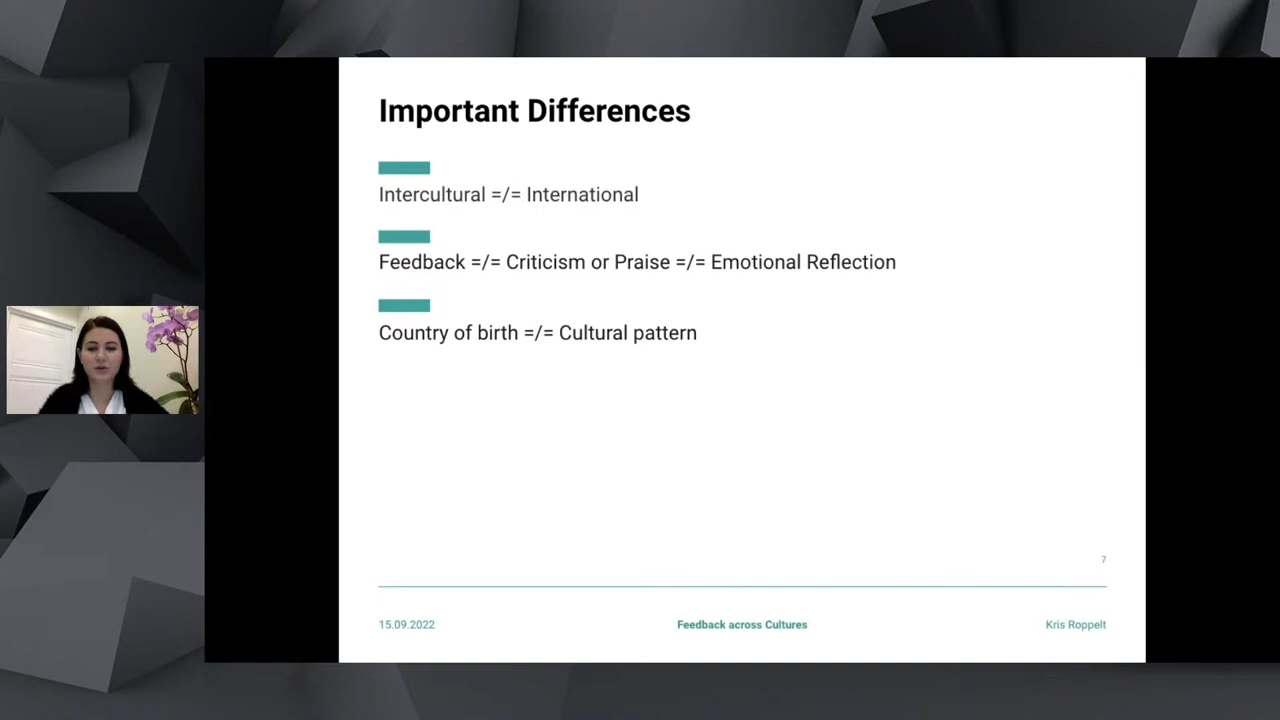 Important Differences
Intercultural =/= International
Feedback =/= Criticism or Praise =/= Emotional Reflection
Country of birth =/= Cultural pattern
7
15.09.2022
Feedback across Cultures
Kris Roppelt